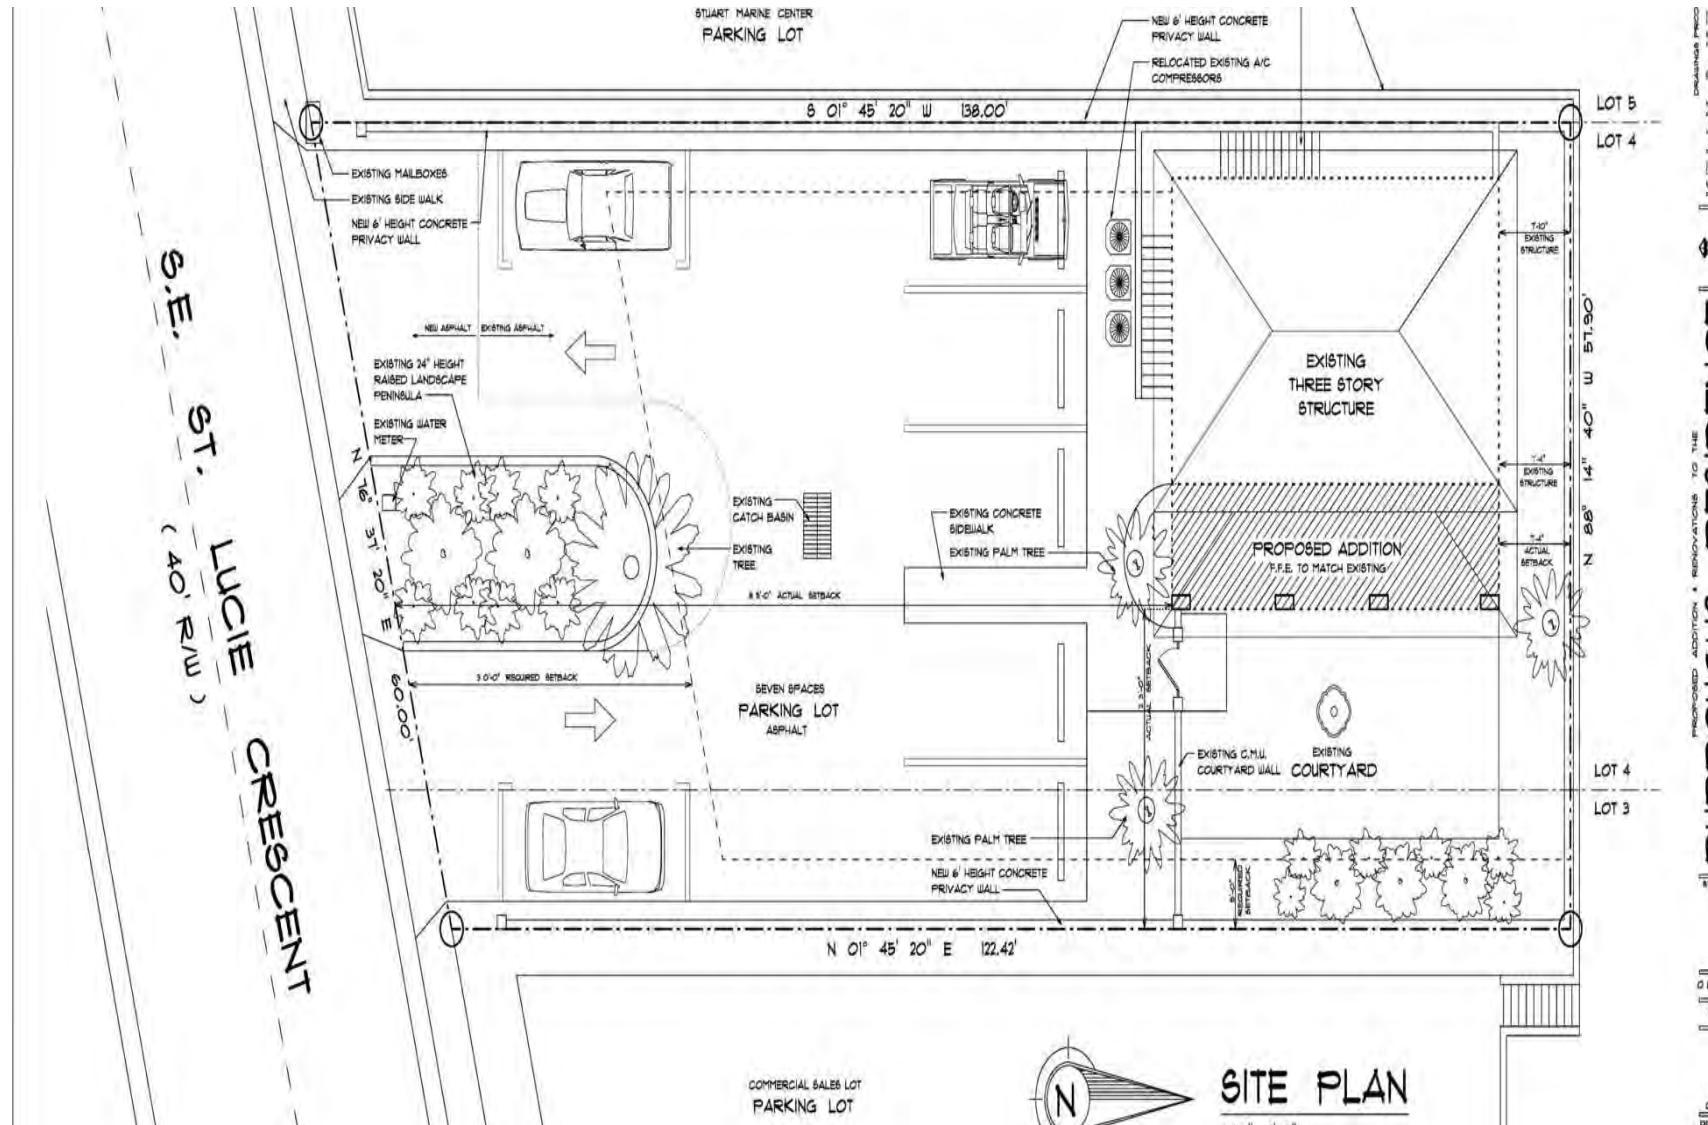 STUART MARINE CENTER
PARKING LOT
NEW 6' HEIGHT CONCRETE
PRIVACY WALL
RELOCATED EXISTING A/C
COMPRESSORS
S 01° 45' 20" W 138.00'
LOT 5
LOT 4
EXISTING MAILBOXES
EXISTING SIDE WALK
NEW 6' HEIGHT CONCRETE
PRIVACY WALL
7'-10"
EXISTING
STRUCTURE
NEW ASPHALT
EXISTING ASPHALT
EXISTING 24" HEIGHT
RAISED LANDSCAPE
PENINSULA
EXISTING WATER
METER
EXISTING
THREE STORY
STRUCTURE
N 88° 14' 40" W 57.90'
EXISTING
STRUCTURE
S.E. ST. LUCIE CRESCENT
( 40' R/W )
N 76° 37' 20" E 60.00'
EXISTING
CATCH BASIN
EXISTING
TREE
EXISTING CONCRETE
SIDEWALK
EXISTING PALM TREE
PROPOSED ADDITION
F.F.E. TO MATCH EXISTING
ACTUAL
SETBACK
ACTUAL SETBACK
30'-0" REQUIRED SETBACK
SEVEN SPACES
PARKING LOT
ASPHALT
ACTUAL SETBACK
EXISTING C.M.U.
COURTYARD WALL
EXISTING
COURTYARD
LOT 4
LOT 3
EXISTING PALM TREE
NEW 6' HEIGHT CONCRETE
PRIVACY WALL
REQUIRED
SETBACK
N 01° 45' 20" E 122.42'
COMMERCIAL SALES LOT
PARKING LOT
N
SITE PLAN
PROPOSED ADDITION & RENOVATIONS TO THE